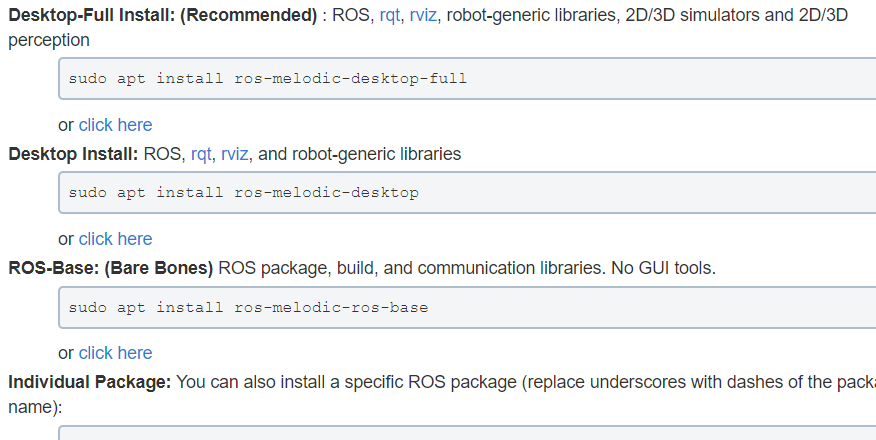 Desktop-Full Install: (Recommended) : ROS, rqt, rviz, robot-generic libraries, 2D/3D simulators and 2D/3D
perception
sudo apt install ros-melodic-desktop-full
or click here
Desktop Install: ROS, rqt, rviz, and robot-generic libraries
sudo apt install ros-melodic-desktop
or click here
ROS-Base: (Bare Bones) ROS package, build, and communication libraries. No GUI tools.
sudo apt install ros-melodic-ros-base
or click here
Individual Package: You can also install a specific ROS package (replace underscores with dashes of the packa
name):